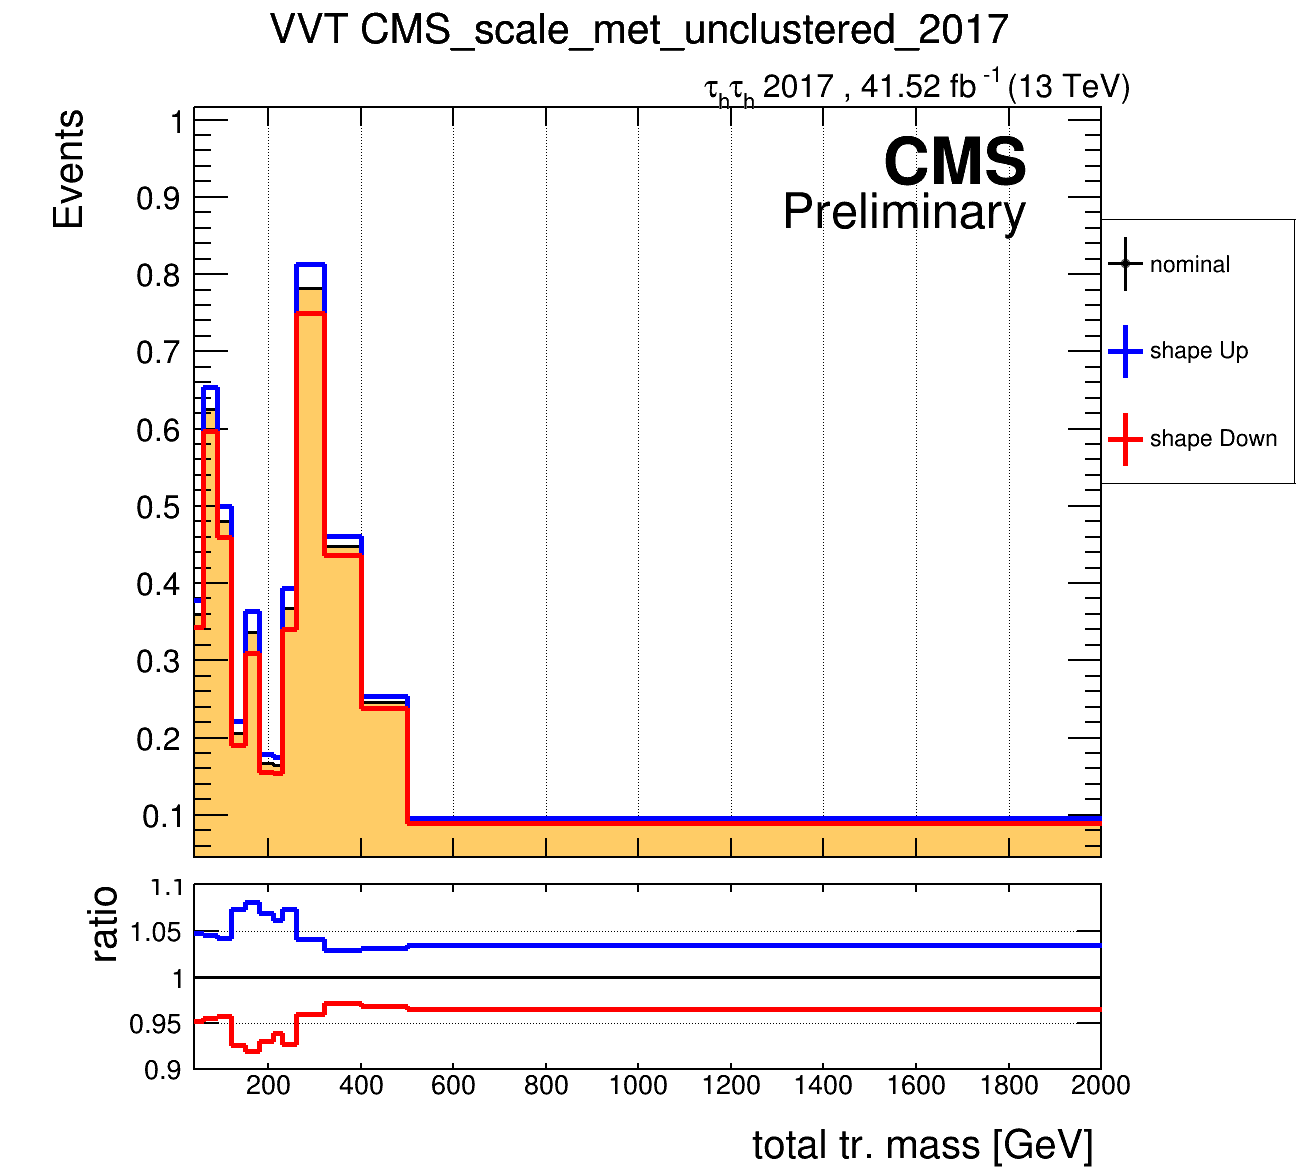 VVT CMS_scale_met_unclustered_2017
τhτh 2017 , 41.52 fb -1 (13 TeV)
Events
1
0.9
0.8
0.7
0.6
0.5
0.4
0.3
0.2
0.1
CMS
Preliminary
nominal
shape Up
shape Down
ratio
1.1
1.05
1
0.95
0.9
200 400 600 800 1000 1200 1400 1600 1800 2000
total tr. mass [GeV]